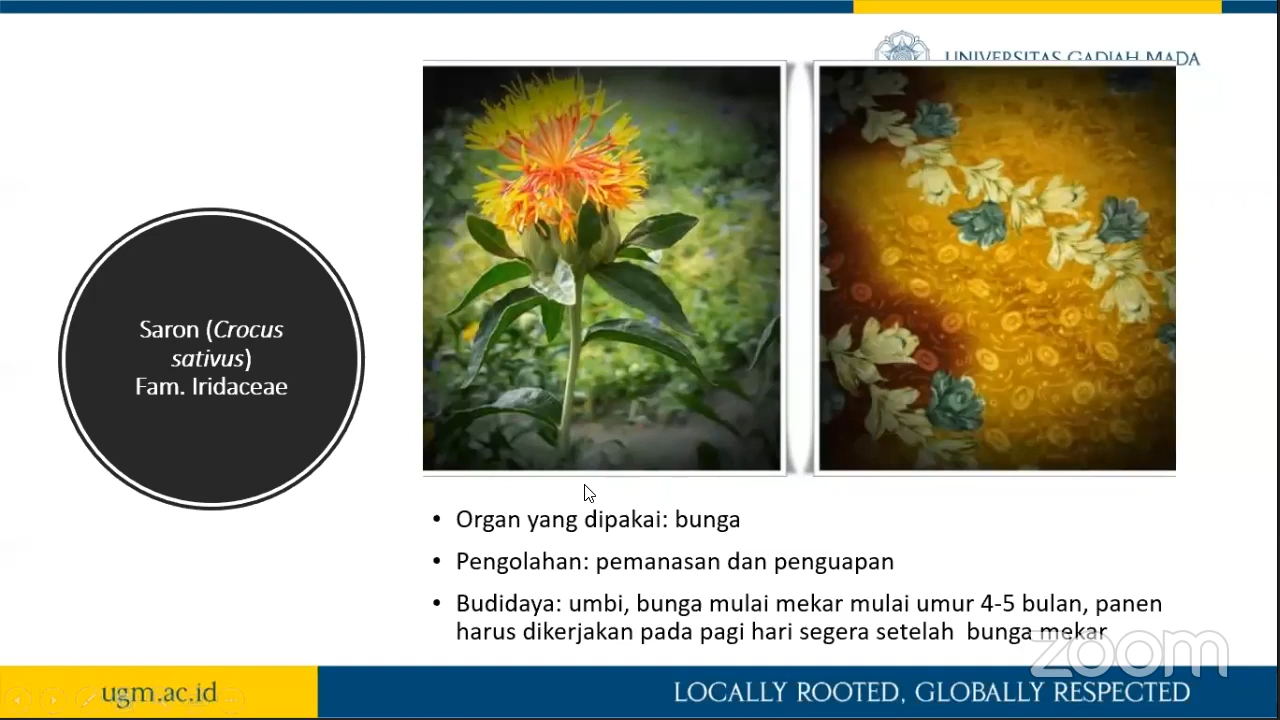 UNIVERSITAS GADJAH MADA
Saron (Crocus
sativus)
Fam. Iridaceae
• Organ yang dipakai: bunga
• Pengolahan: pemanasan dan penguapan
• Budidaya: umbi, bunga mulai mekar mulai umur 4-5 bulan, panen
harus dikerjakan pada pagi hari segera setelah bunga mekar
zoom
ugm.ac.id
LOCALLY ROOTED, GLOBALLY RESPECTED